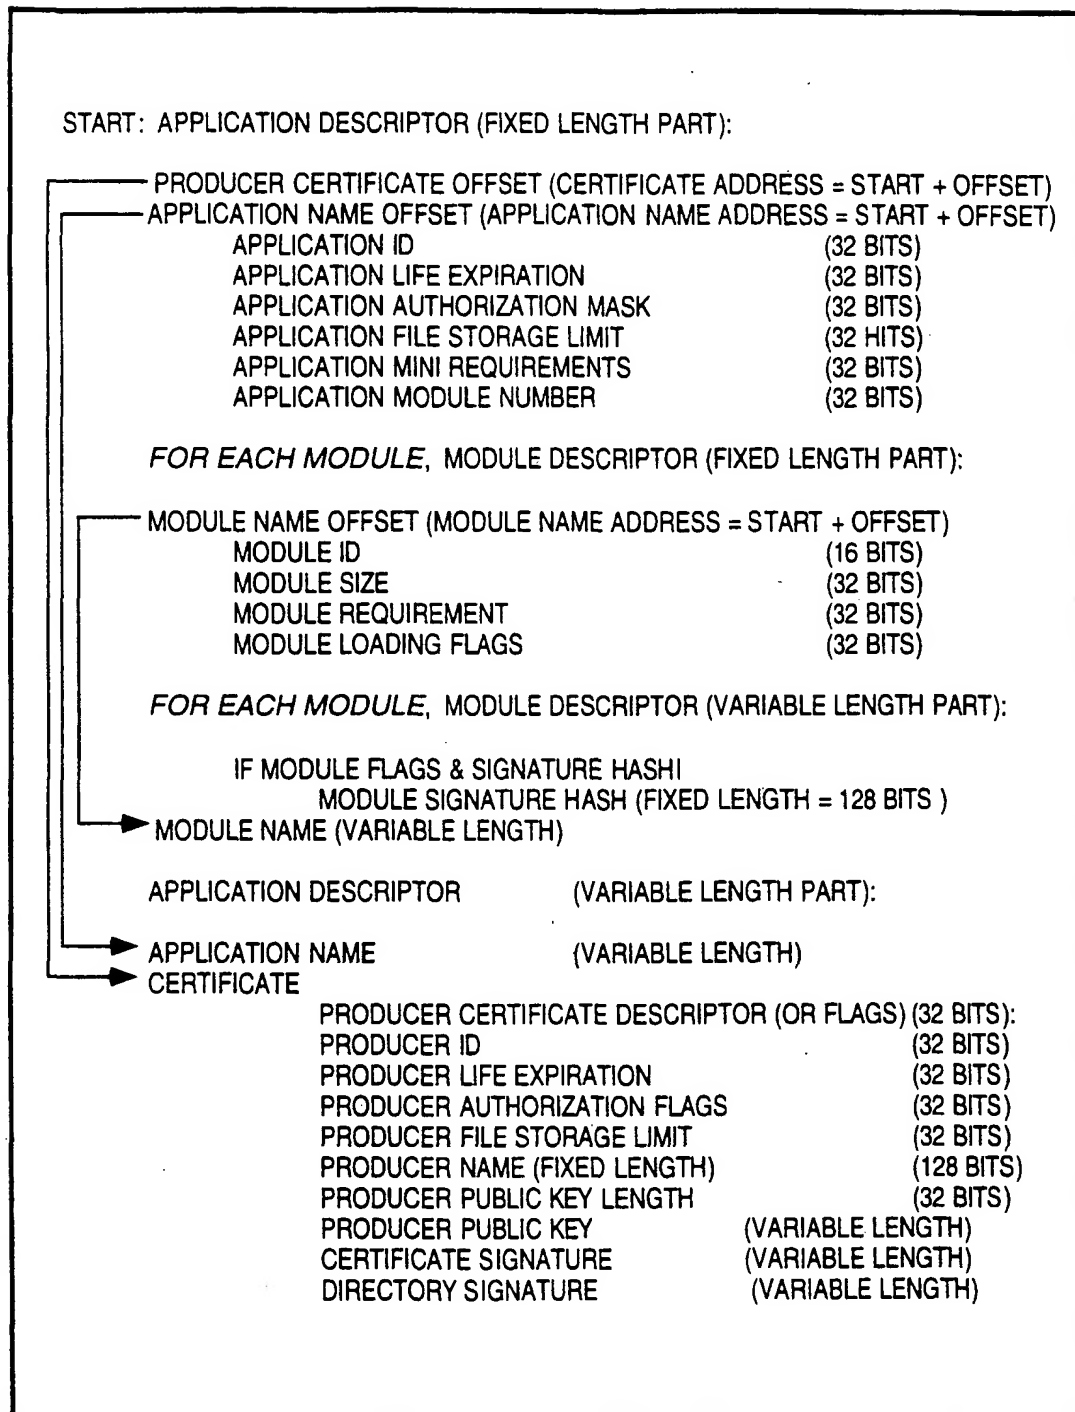 START: APPLICATION DESCRIPTOR (FIXED LENGTH PART):
PRODUCER CERTIFICATE OFFSET (CERTIFICATE ADDRESS = START + OFFSET)
APPLICATION NAME OFFSET (APPLICATION NAME ADDRESS = START + OFFSET)
APPLICATION ID (32 BITS)
APPLICATION LIFE EXPIRATION (32 BITS)
APPLICATION AUTHORIZATION MASK (32 BITS)
APPLICATION FILE STORAGE LIMIT (32 HITS)
APPLICATION MINI REQUIREMENTS (32 BITS)
APPLICATION MODULE NUMBER (32 BITS)
FOR EACH MODULE, MODULE DESCRIPTOR (FIXED LENGTH PART):
MODULE NAME OFFSET (MODULE NAME ADDRESS = START + OFFSET)
MODULE ID (16 BITS)
MODULE SIZE (32 BITS)
MODULE REQUIREMENT (32 BITS)
MODULE LOADING FLAGS (32 BITS)
FOR EACH MODULE, MODULE DESCRIPTOR (VARIABLE LENGTH PART):
IF MODULE FLAGS & SIGNATURE HASHI
MODULE SIGNATURE HASH (FIXED LENGTH = 128 BITS )
MODULE NAME (VARIABLE LENGTH)
APPLICATION DESCRIPTOR (VARIABLE LENGTH PART):
APPLICATION NAME (VARIABLE LENGTH)
CERTIFICATE
PRODUCER CERTIFICATE DESCRIPTOR (OR FLAGS) (32 BITS):
PRODUCER ID (32 BITS)
PRODUCER LIFE EXPIRATION (32 BITS)
PRODUCER AUTHORIZATION FLAGS (32 BITS)
PRODUCER FILE STORAGE LIMIT (32 BITS)
PRODUCER NAME (FIXED LENGTH) (128 BITS)
PRODUCER PUBLIC KEY LENGTH (32 BITS)
PRODUCER PUBLIC KEY (VARIABLE LENGTH)
CERTIFICATE SIGNATURE (VARIABLE LENGTH)
DIRECTORY SIGNATURE (VARIABLE LENGTH)